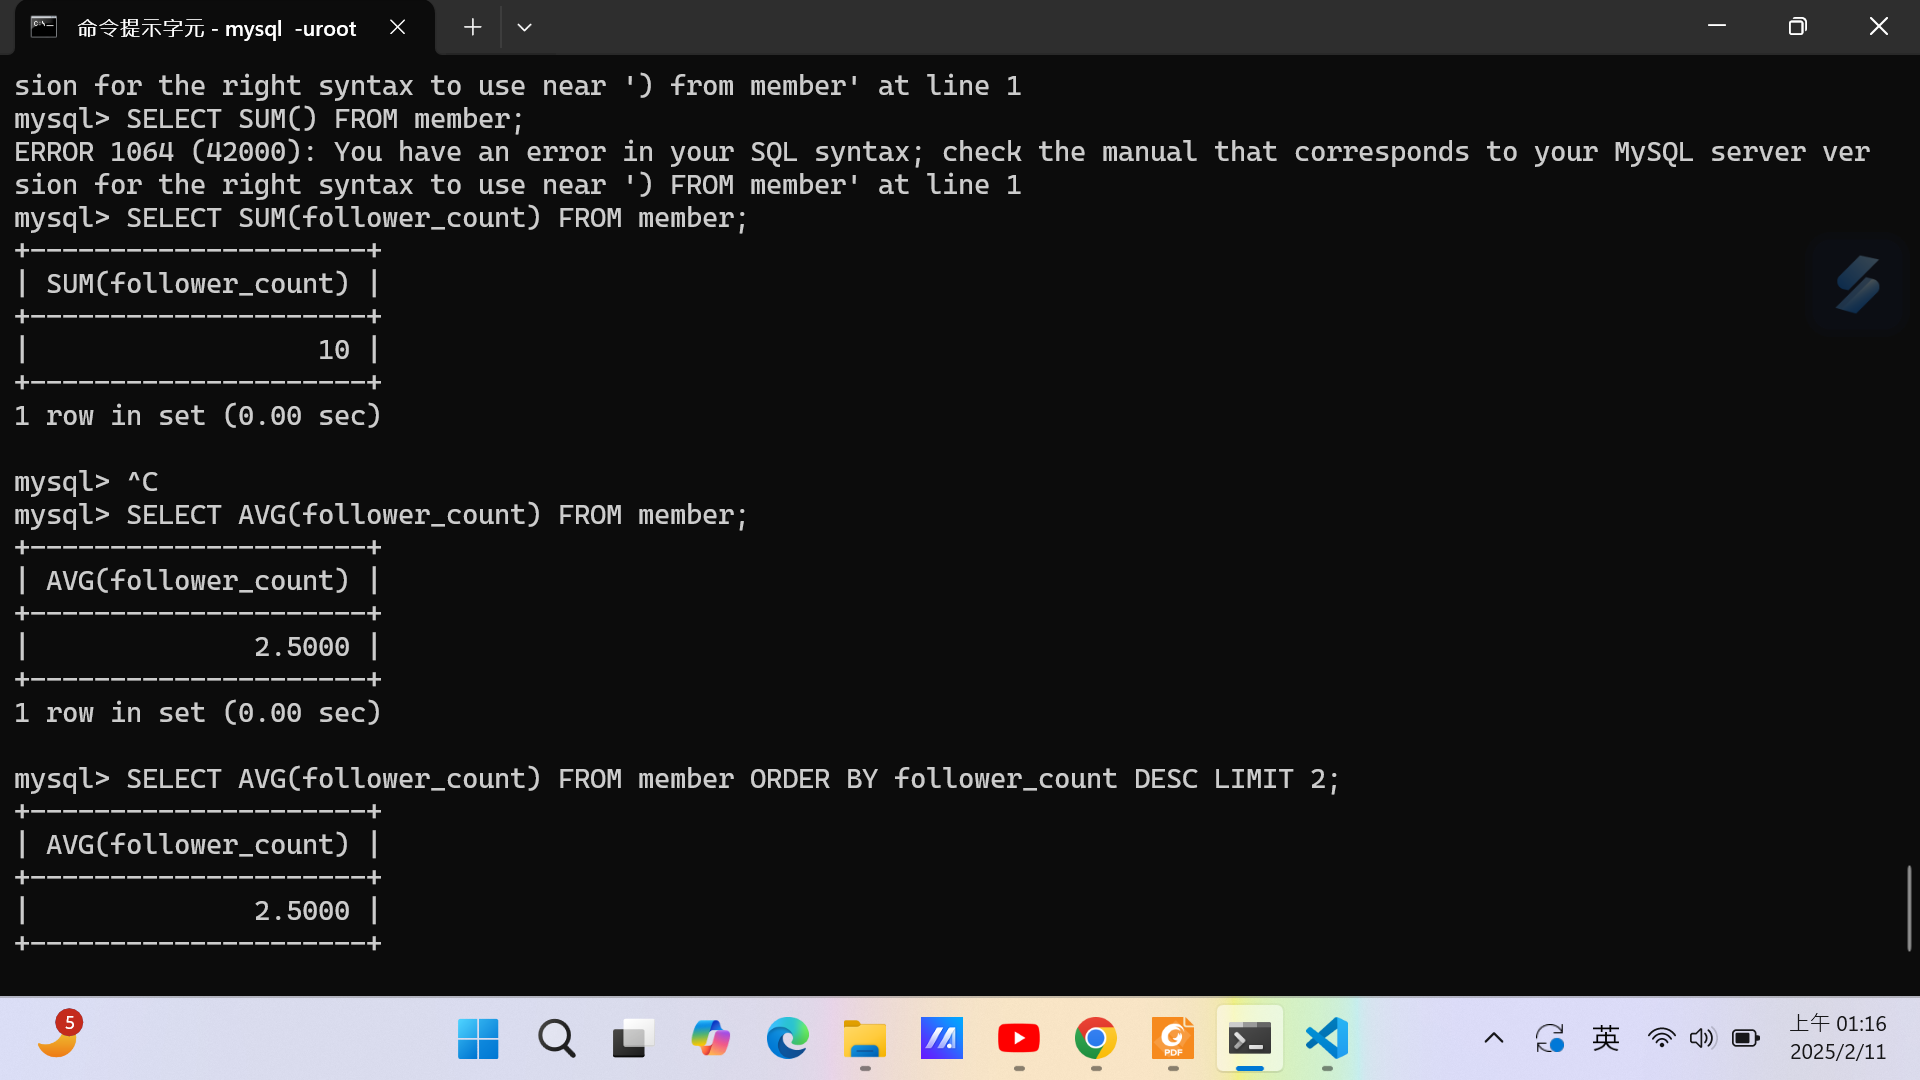 命令提示字元 - mysql  -uroot
sion for the right syntax to use near ') from member' at line 1
mysql> SELECT SUM() FROM member;
ERROR 1064 (42000): You have an error in your SQL syntax; check the manual that corresponds to your MySQL server ver
sion for the right syntax to use near ') FROM member' at line 1
mysql> SELECT SUM(follower_count) FROM member;
+---------------------+
| SUM(follower_count) |
+---------------------+
|                  10 |
+---------------------+
1 row in set (0.00 sec)
mysql> ^C
mysql> SELECT AVG(follower_count) FROM member;
+---------------------+
| AVG(follower_count) |
+---------------------+
|              2.5000 |
+---------------------+
1 row in set (0.00 sec)
mysql> SELECT AVG(follower_count) FROM member ORDER BY follower_count DESC LIMIT 2;
+---------------------+
| AVG(follower_count) |
+---------------------+
|              2.5000 |
+---------------------+
5
PDF
英
上午 01:16
2025/2/11